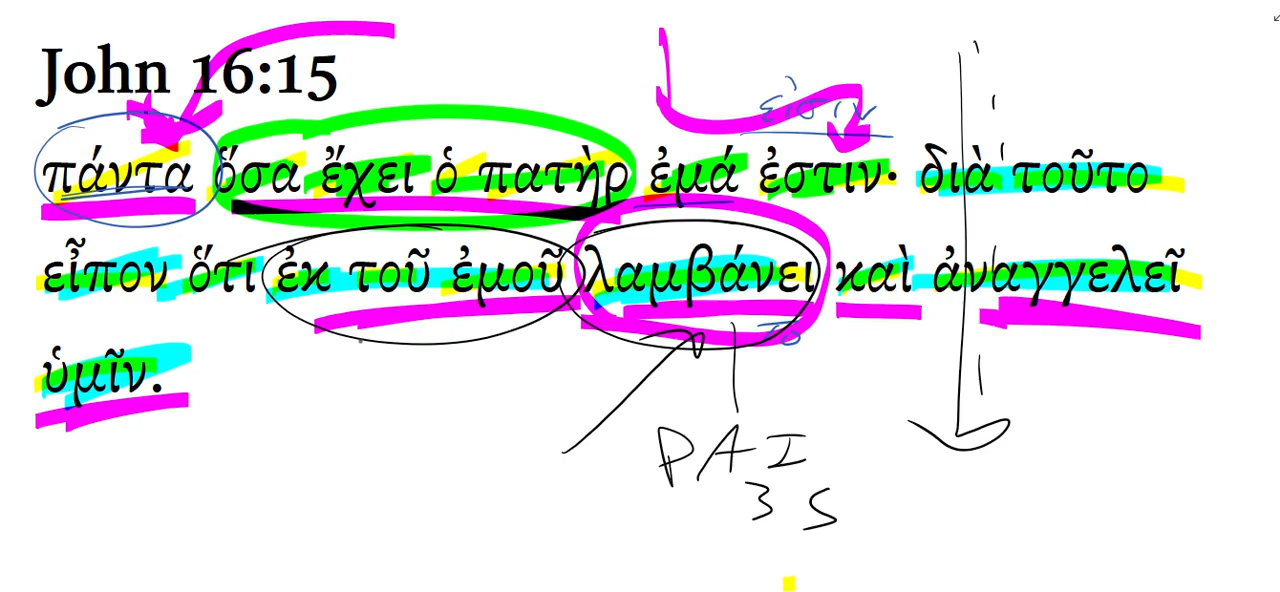 John 16:15
εἰσιν
πάντα ὅσα ἔχει ὁ πατὴρ ἐμά ἐστιν· διὰ τοῦτο
εἶπον ὅτι ἐκ τοῦ ἐμοῦ λαμβάνει καὶ ἀναγγελεῖ
ὑμῖν.
PAI
3 S